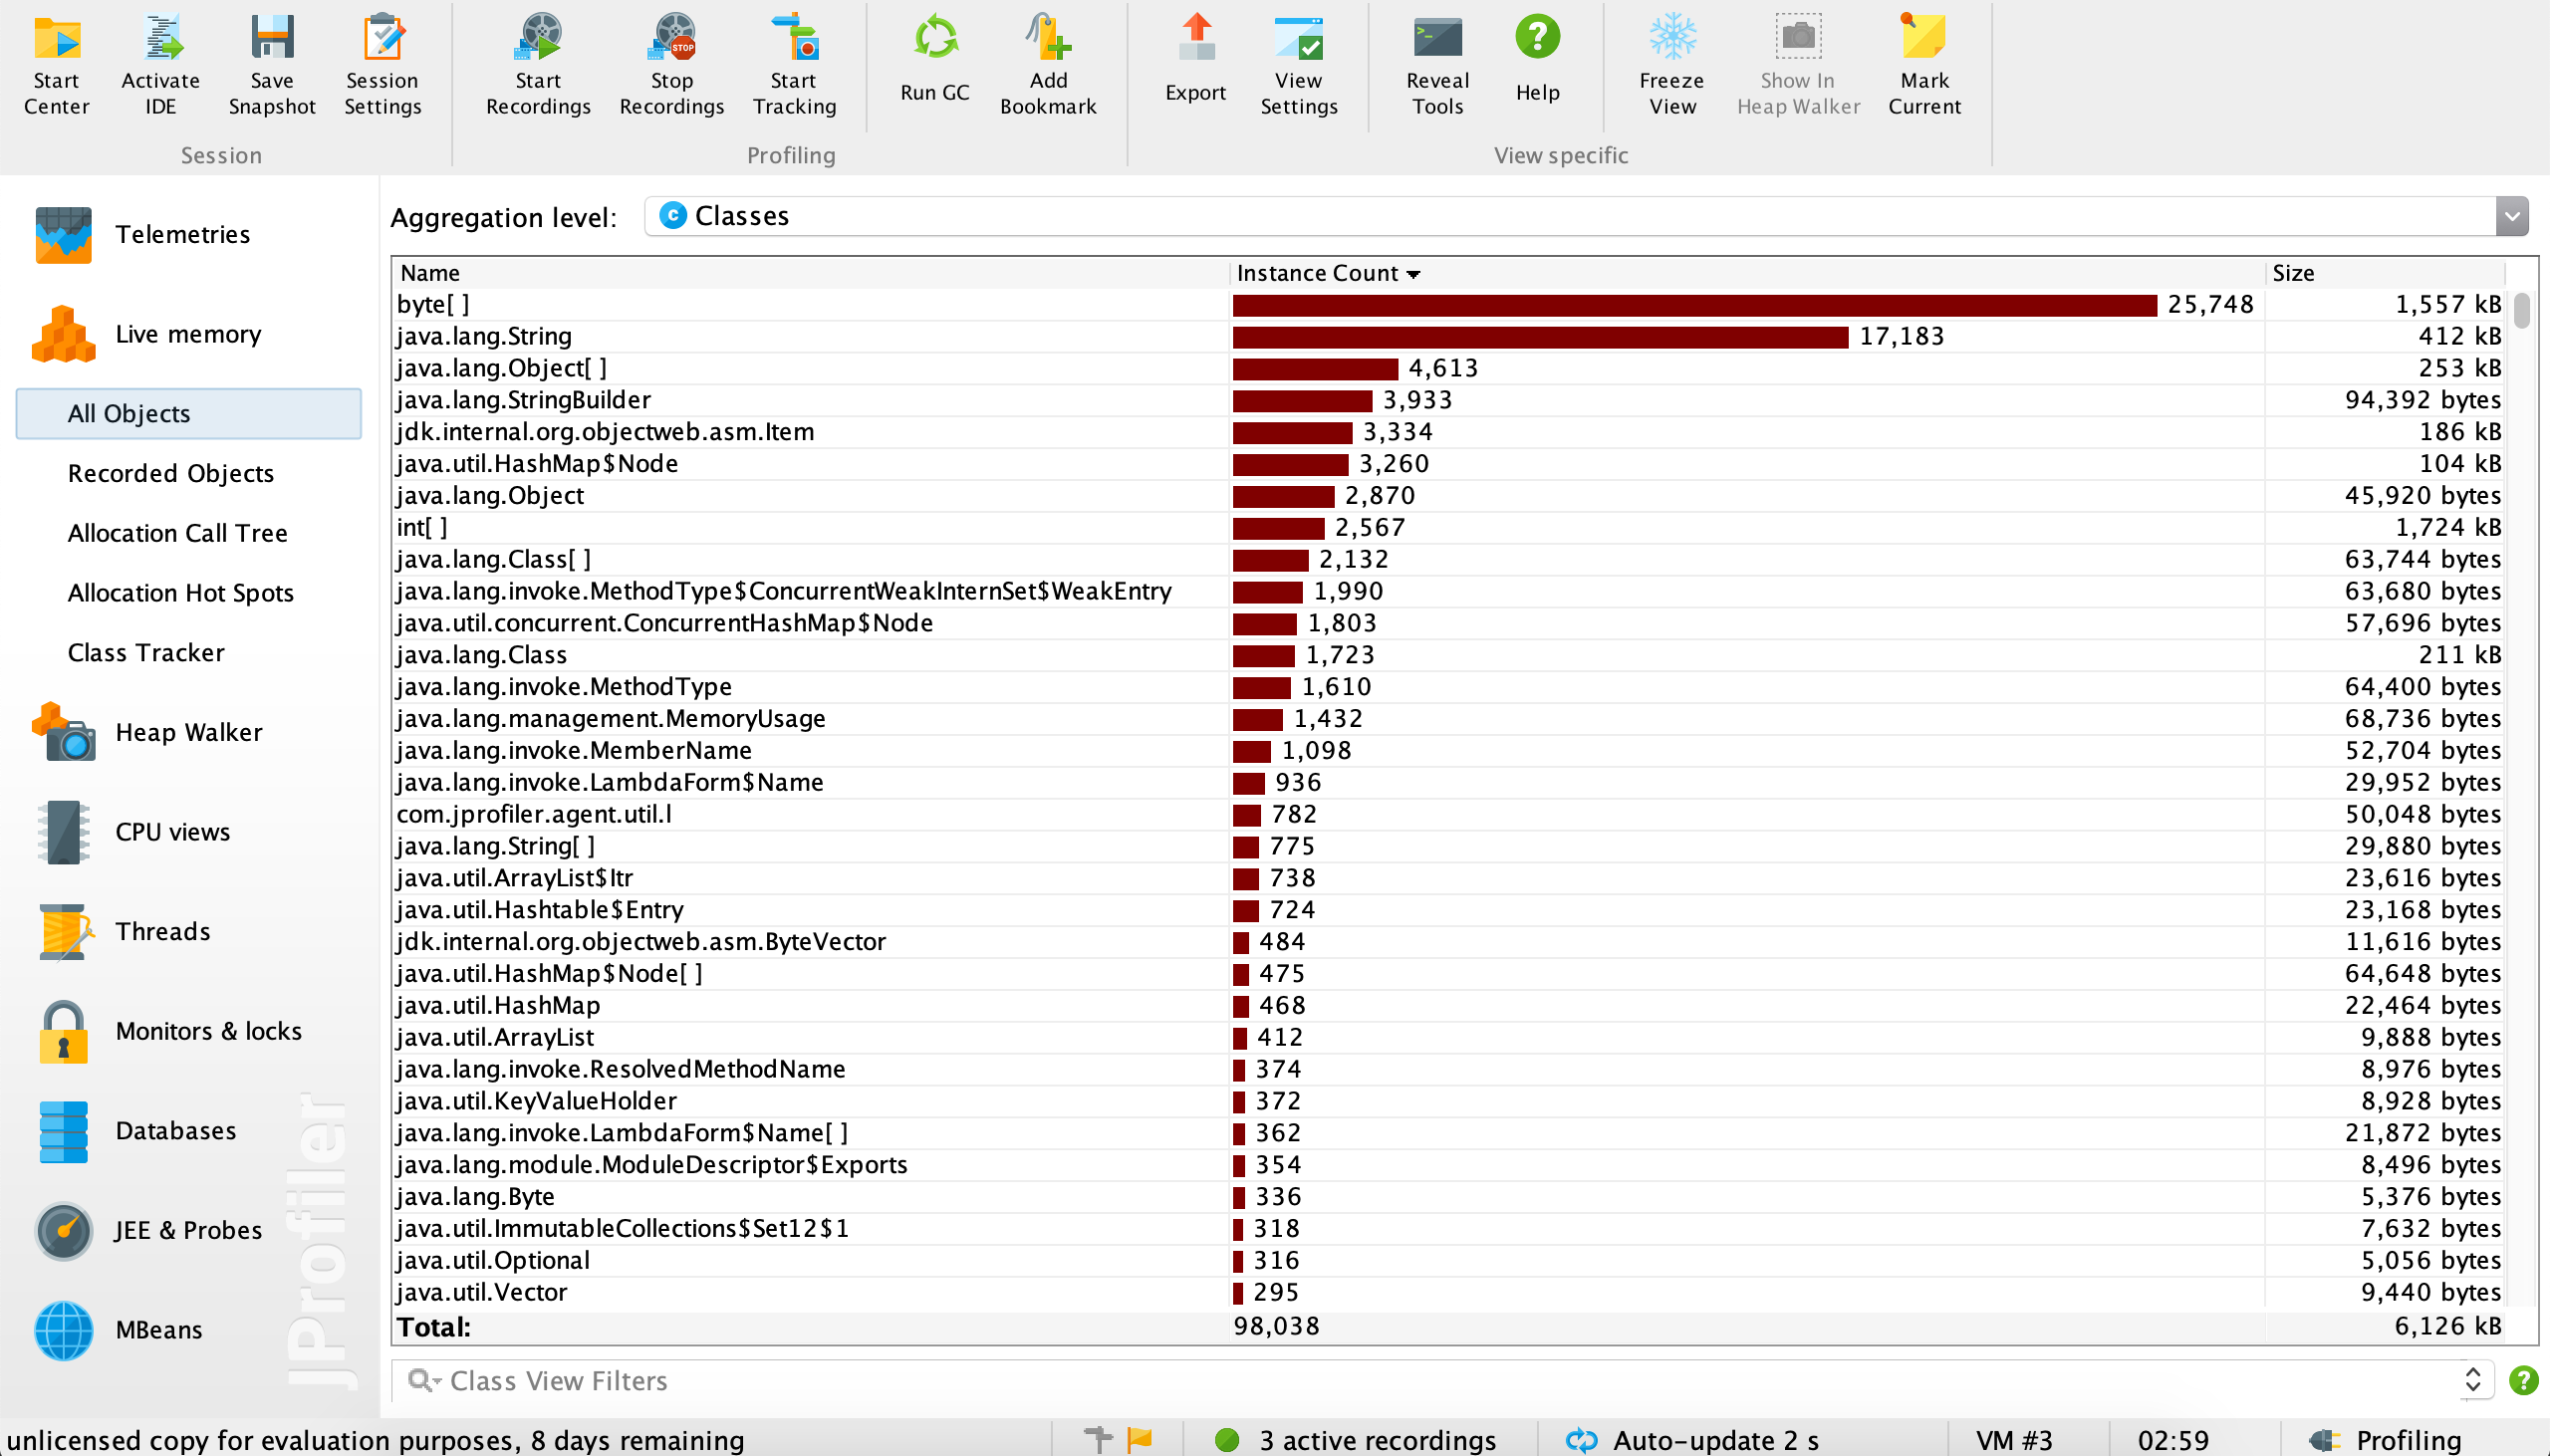 Start Center
Activate IDE
Save Snapshot
Session Settings
Start Recordings
Stop Recordings
Start Tracking
Run GC
Add Bookmark
Export
View Settings
Reveal Tools
Help
Freeze View
Show In Heap Walker
Mark Current
Session
Profiling
View specific
STOP
Telemetries
Live memory
All Objects
Recorded Objects
Allocation Call Tree
Allocation Hot Spots
Class Tracker
Heap Walker
CPU views
Threads
Monitors & locks
Databases
JEE & Probes
MBeans
JProfiler
Aggregation level: C Classes
Name Instance Count Size
byte[ ] 25,748 1,557 kB
java.lang.String 17,183 412 kB
java.lang.Object[ ] 4,613 253 kB
java.lang.StringBuilder 3,933 94,392 bytes
jdk.internal.org.objectweb.asm.Item 3,334 186 kB
java.util.HashMap$Node 3,260 104 kB
java.lang.Object 2,870 45,920 bytes
int[ ] 2,567 1,724 kB
java.lang.Class[ ] 2,132 63,744 bytes
java.lang.invoke.MethodType$ConcurrentWeakInternSet$WeakEntry 1,990 63,680 bytes
java.util.concurrent.ConcurrentHashMap$Node 1,803 57,696 bytes
java.lang.Class 1,723 211 kB
java.lang.invoke.MethodType 1,610 64,400 bytes
java.lang.management.MemoryUsage 1,432 68,736 bytes
java.lang.invoke.MemberName 1,098 52,704 bytes
java.lang.invoke.LambdaForm$Name 936 29,952 bytes
com.jprofiler.agent.util.l 782 50,048 bytes
java.lang.String[ ] 775 29,880 bytes
java.util.ArrayList$Itr 738 23,616 bytes
java.util.Hashtable$Entry 724 23,168 bytes
jdk.internal.org.objectweb.asm.ByteVector 484 11,616 bytes
java.util.HashMap$Node[ ] 475 64,648 bytes
java.util.HashMap 468 22,464 bytes
java.util.ArrayList 412 9,888 bytes
java.lang.invoke.ResolvedMethodName 374 8,976 bytes
java.util.KeyValueHolder 372 8,928 bytes
java.lang.invoke.LambdaForm$Name[ ] 362 21,872 bytes
java.lang.module.ModuleDescriptor$Exports 354 8,496 bytes
java.lang.Byte 336 5,376 bytes
java.util.ImmutableCollections$Set12$1 318 7,632 bytes
java.util.Optional 316 5,056 bytes
java.util.Vector 295 9,440 bytes
Total: 98,038 6,126 kB
Class View Filters
unlicensed copy for evaluation purposes, 8 days remaining 3 active recordings Auto-update 2 s VM #3 02:59 Profiling